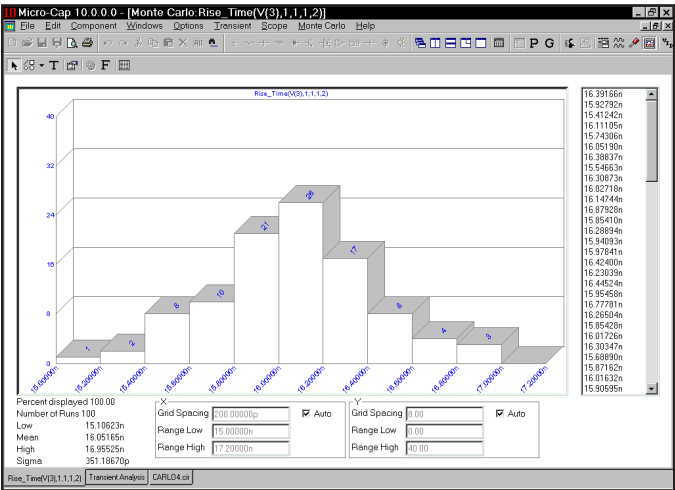 10 Micro-Cap 10.0.0.0 - [Monte Carlo:Rise_Time(V(3),1,1,1,2)]
File Edit Component Windows Options Transient Scope Monte Carlo Help
T F P G
Rise_Time(V(3),1,1,1,2)
40
32
24
16
8
0
1 2 8 10 21 26 17 8 4 3
15.00000n 15.20000n 15.40000n 15.60000n 15.80000n 16.00000n 16.20000n 16.40000n 16.60000n 16.80000n 17.00000n 17.20000n
16.39166n
15.92792n
15.41242n
16.11105n
15.74306n
16.05190n
16.38837n
15.54663n
16.30873n
16.02718n
16.14744n
16.87928n
15.85410n
16.28894n
15.94093n
15.97841n
16.42400n
16.23039n
16.44524n
15.95458n
16.77781n
16.26504n
15.85428n
16.01726n
16.30347n
15.68890n
15.87162n
16.01632n
15.90595n
Percent displayed 100.00
Number of Runs 100
Low 15.10623n
Mean 16.05165n
High 16.95525n
Sigma 351.18670p
X
Grid Spacing 200.00000p Auto
Range Low 15.00000n
Range High 17.20000n
Y
Grid Spacing 8.00 Auto
Range Low 0.00
Range High 40.00
Rise_Time(V(3),1,1,1,2) Transient Analysis CARLO4.cir